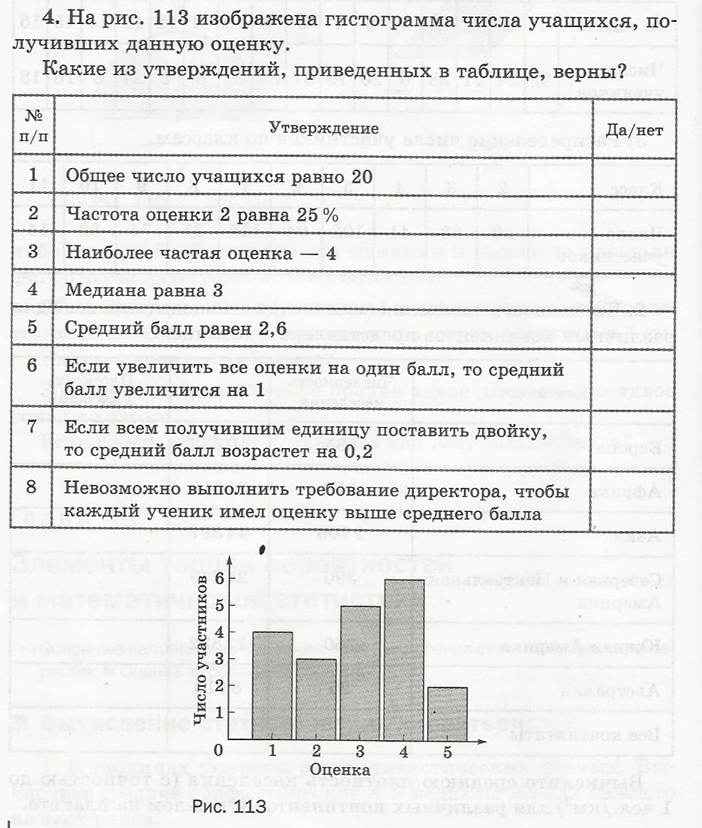 4. На рис. 113 изображена гистограмма числа учащихся, по-
лучивших данную оценку.
Какие из утверждений, приведенных в таблице, верны?
№ п/п Утверждение Да/нет
1 Общее число учащихся равно 20
2 Частота оценки 2 равна 25 %
3 Наиболее частая оценка — 4
4 Медиана равна 3
5 Средний балл равен 2,6
6 Если увеличить все оценки на один балл, то средний
балл увеличится на 1
7 Если всем получившим единицу поставить двойку,
то средний балл возрастет на 0,2
8 Невозможно выполнить требование директора, чтобы
каждый ученик имел оценку выше среднего балла
Число участников
6
5
4
3
2
1
0 1 2 3 4 5
Оценка
Рис. 113